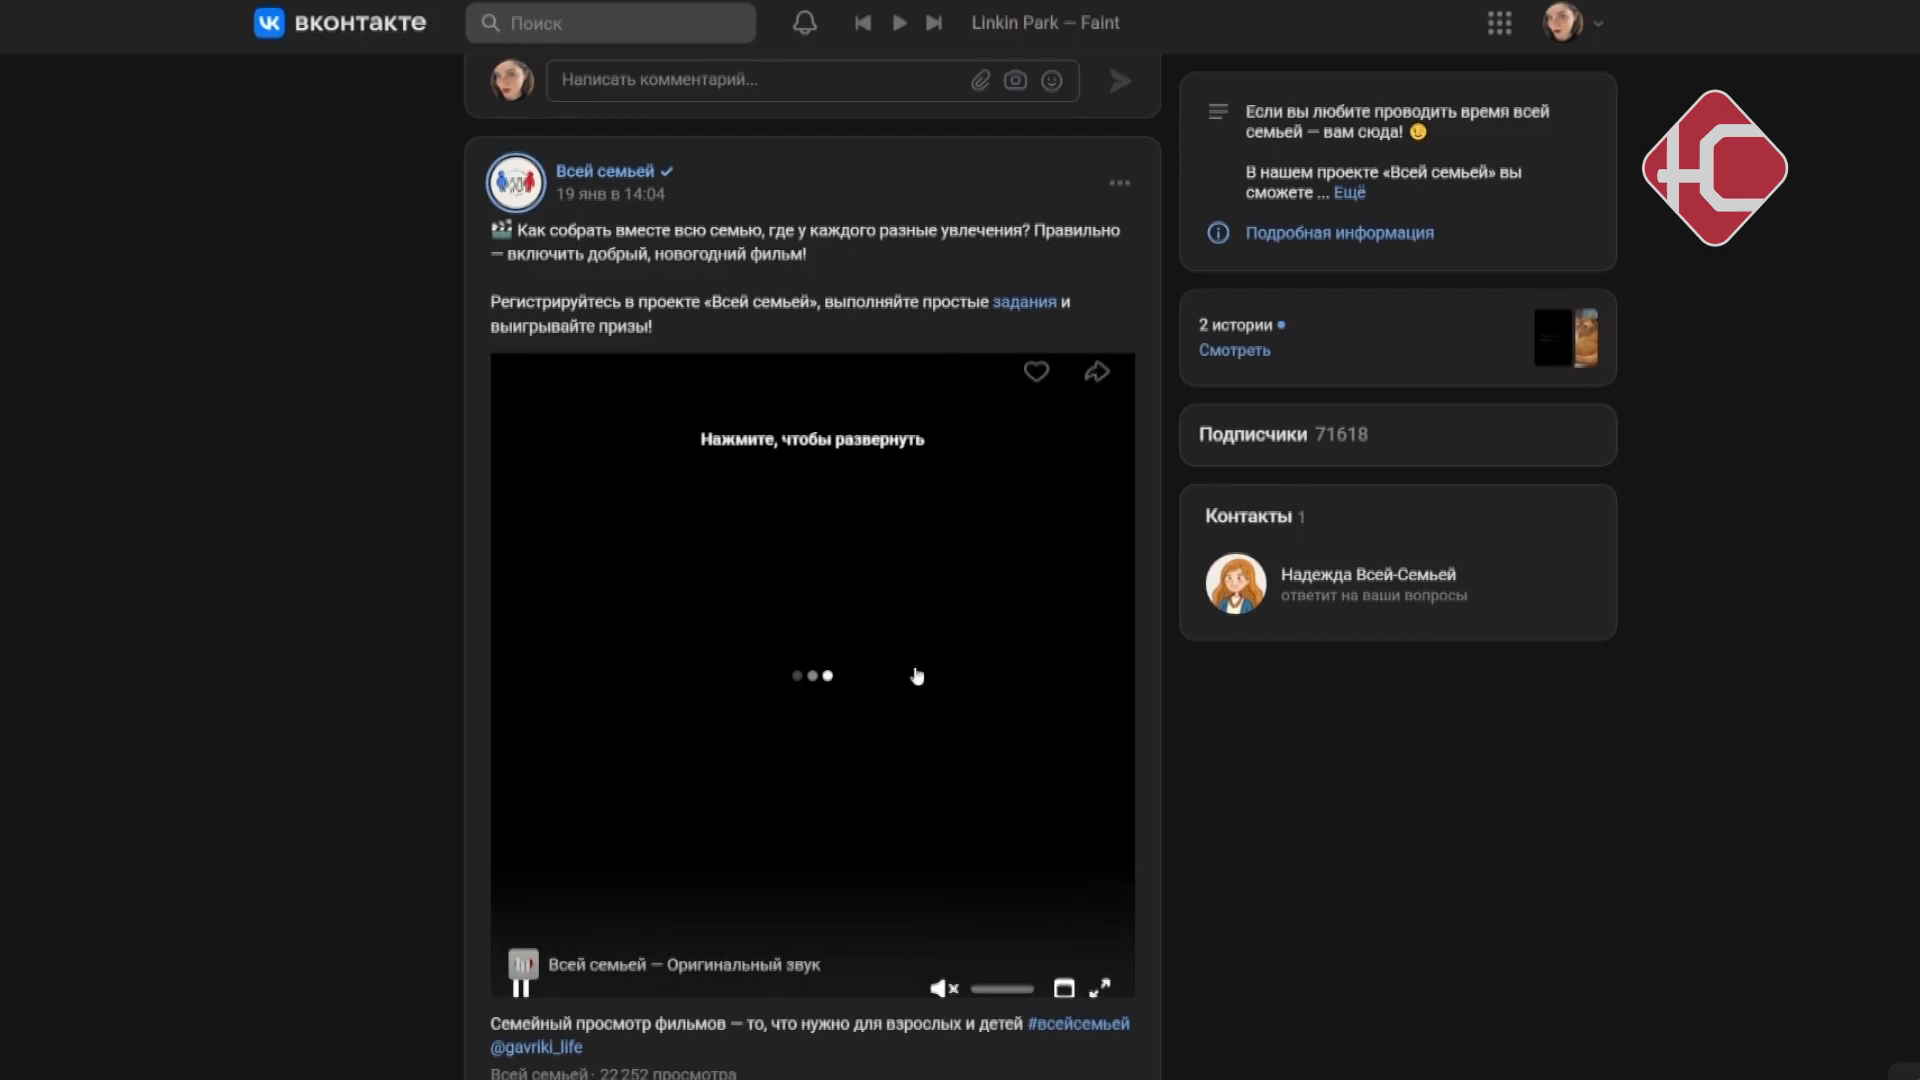 вконтакте
Поиск
Linkin Park — Faint
Написать комментарий...
Всей семьей
19 янв в 14:04
Как собрать вместе всю семью, где у каждого разные увлечения? Правильно
— включить добрый, новогодний фильм!
Регистрируйтесь в проекте «Всей семьей», выполняйте простые задания и
выигрывайте призы!
Нажмите, чтобы развернуть
Всей семьей — Оригинальный звук
Семейный просмотр фильмов — то, что нужно для взрослых и детей #всейсемьей
@gavriki_life
Всей семьей · 22 252 просмотра
Если вы любите проводить время всей
семьей — вам сюда! 😉
В нашем проекте «Всей семьей» вы
сможете ... Ещё
Подробная информация
2 истории
Смотреть
Подписчики 71618
Контакты 1
Надежда Всей-Семьей
ответит на ваши вопросы